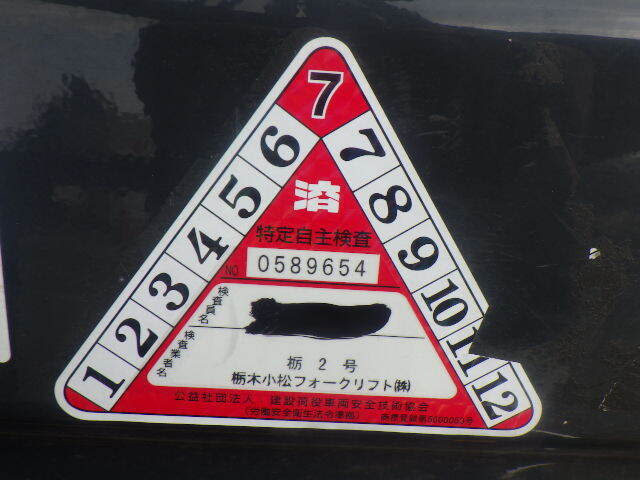 7
1 2 3 4 5 6 7 8 9 10 11 12
済
特定自主検査
NO 0589654
検査員名
検査業者名
栃 2 号
栃木小松フォークリフト㈱
公益社団法人 建設荷役車両安全技術協会
(労働安全衛生法令準拠)